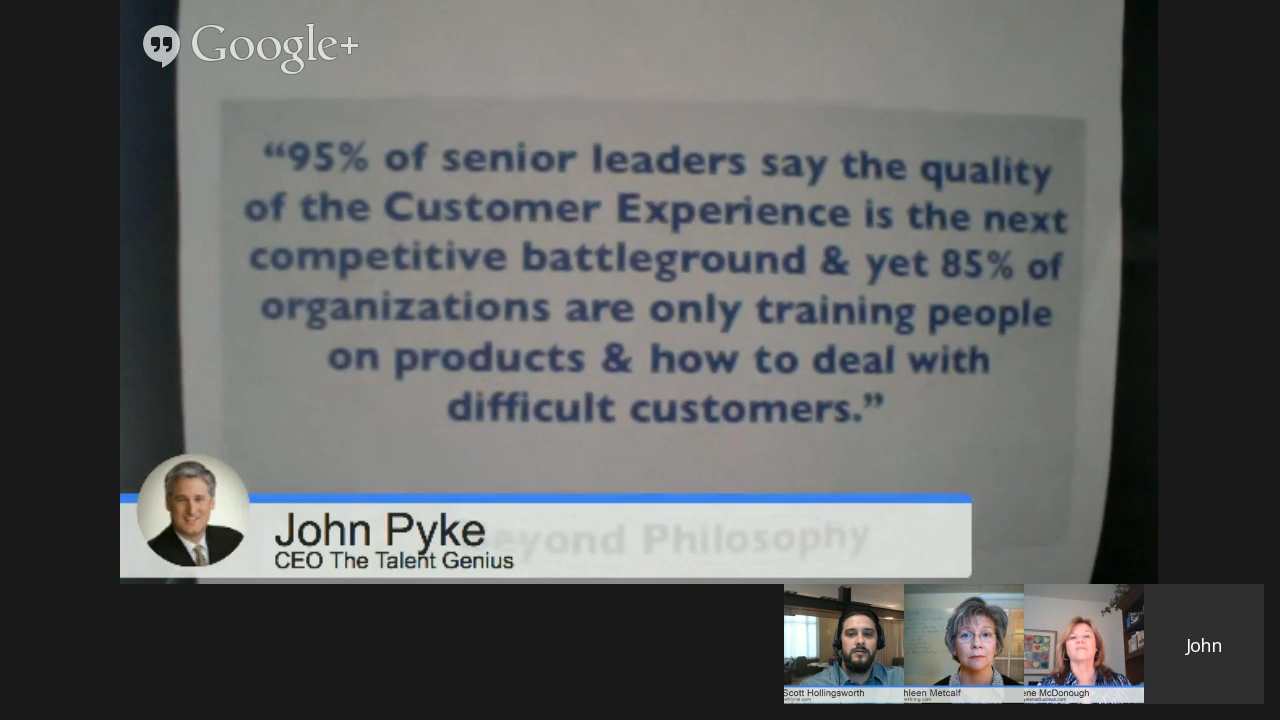 Google+
“95% of senior leaders say the quality
of the Customer Experience is the next
competitive battleground & yet 85% of
organizations are only training people
on products & how to deal with
difficult customers.”
John Pyke
CEO The Talent Genius
Philosophy
Scott Hollingsworth
hleen Metcalf
ne McDonough
John